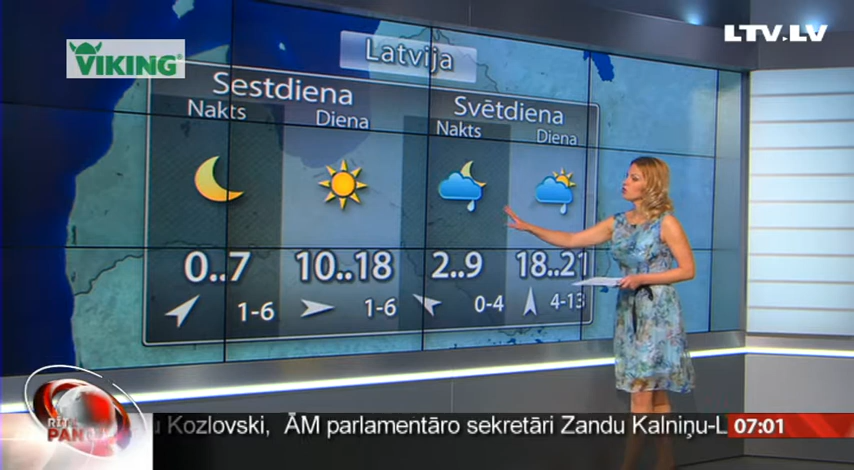 LTV.LV
VIKING
Latvija
Sestdiena
Svētdiena
Nakts Diena Nakts Diena
0..7 10..18 2..9 18..21
1-6 1-6 0-4 4-13
RĪTA
Kozlovski, ĀM parlamentāro sekretāri Zandu Kalniņu-L
07:01